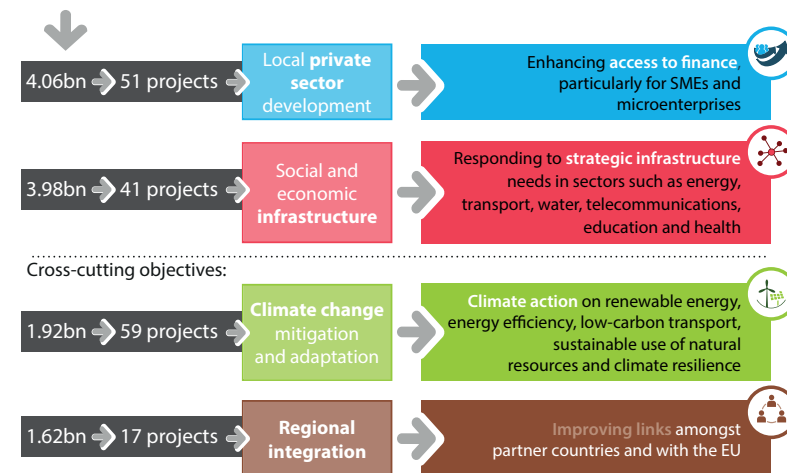 4.06bn 51 projects
Local private
sector
development
Enhancing access to finance,
particularly for SMEs and
microenterprises
3.98bn 41 projects
Social and
economic
infrastructure
Responding to strategic infrastructure
needs in sectors such as energy,
transport, water, telecommunications,
education and health
Cross-cutting objectives:
1.92bn 59 projects
Climate change
mitigation
and adaptation
Climate action on renewable energy,
energy efficiency, low-carbon transport,
sustainable use of natural
resources and climate resilience
1.62bn 17 projects
Regional
integration
Improving links amongst
partner countries and with the EU